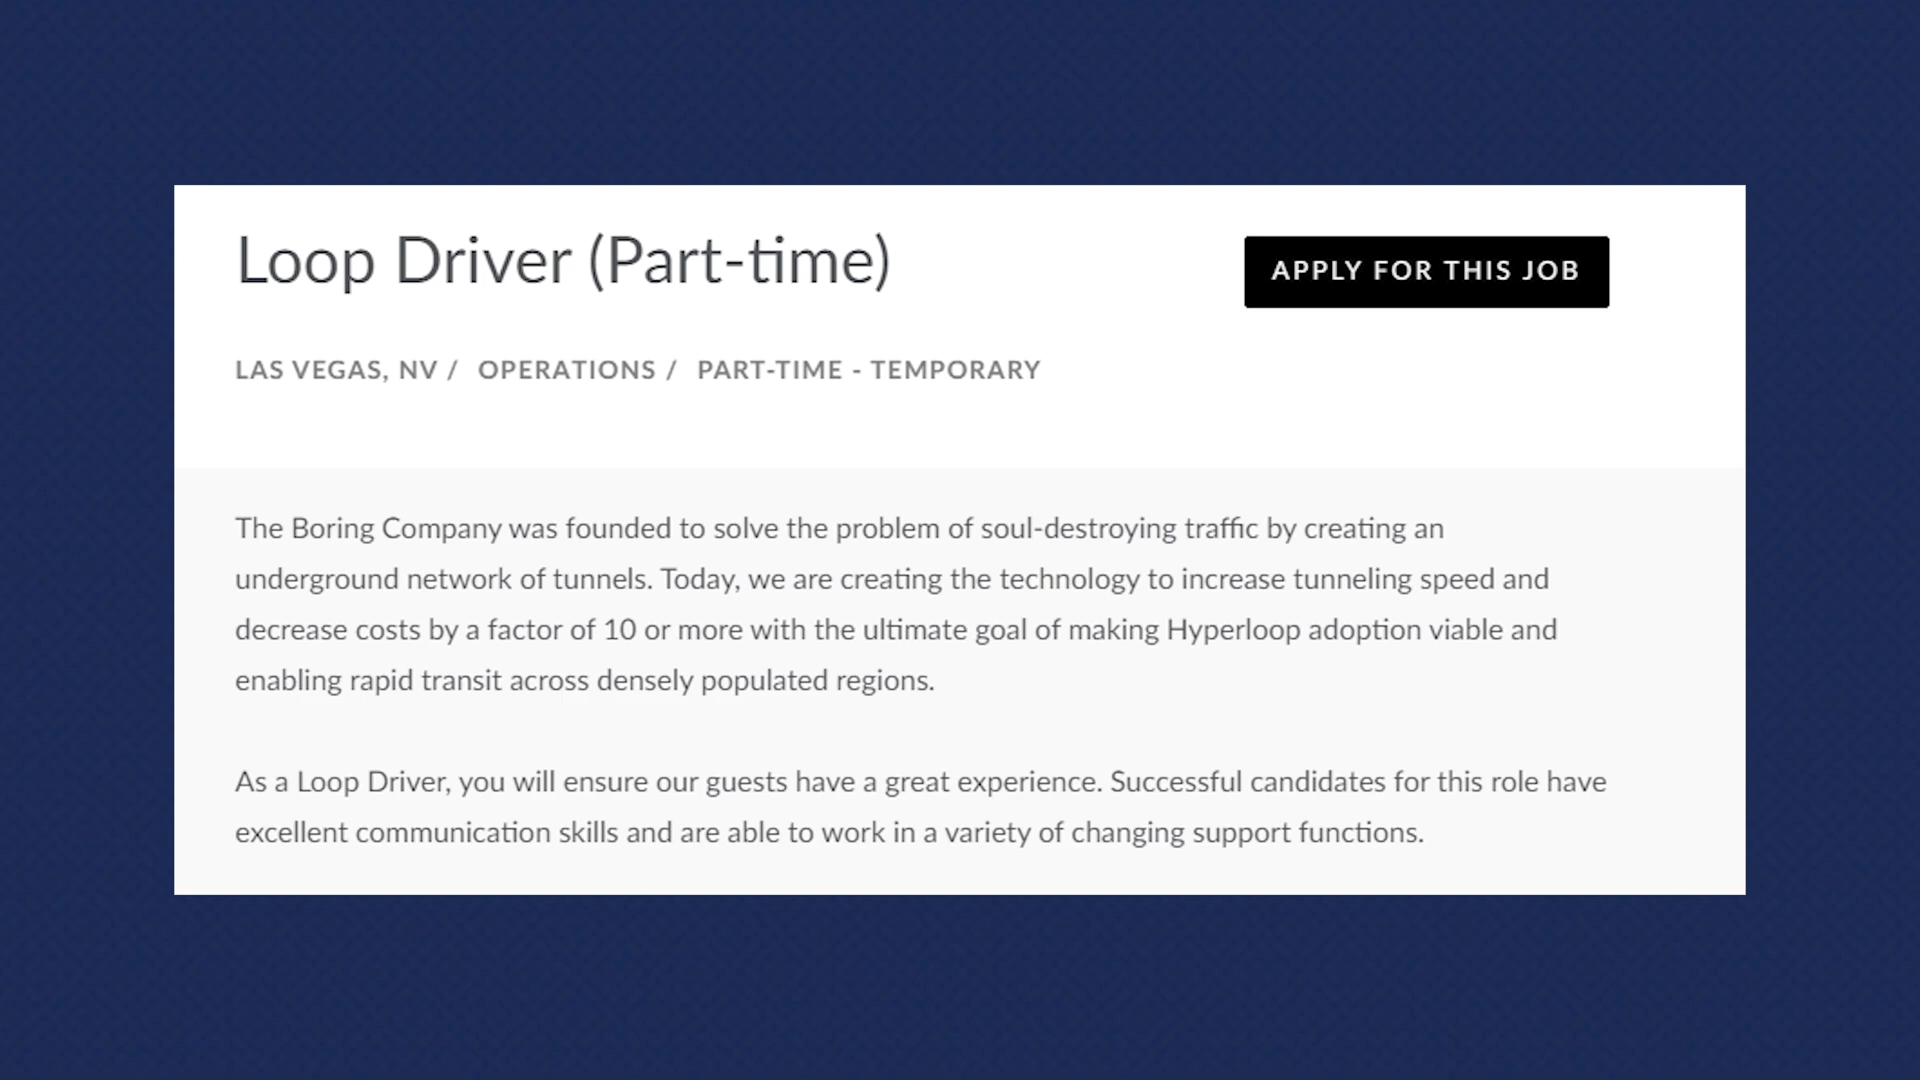 Loop Driver (Part-time)
APPLY FOR THIS JOB
LAS VEGAS, NV / OPERATIONS / PART-TIME - TEMPORARY
The Boring Company was founded to solve the problem of soul-destroying traffic by creating an
underground network of tunnels. Today, we are creating the technology to increase tunneling speed and
decrease costs by a factor of 10 or more with the ultimate goal of making Hyperloop adoption viable and
enabling rapid transit across densely populated regions.
As a Loop Driver, you will ensure our guests have a great experience. Successful candidates for this role have
excellent communication skills and are able to work in a variety of changing support functions.